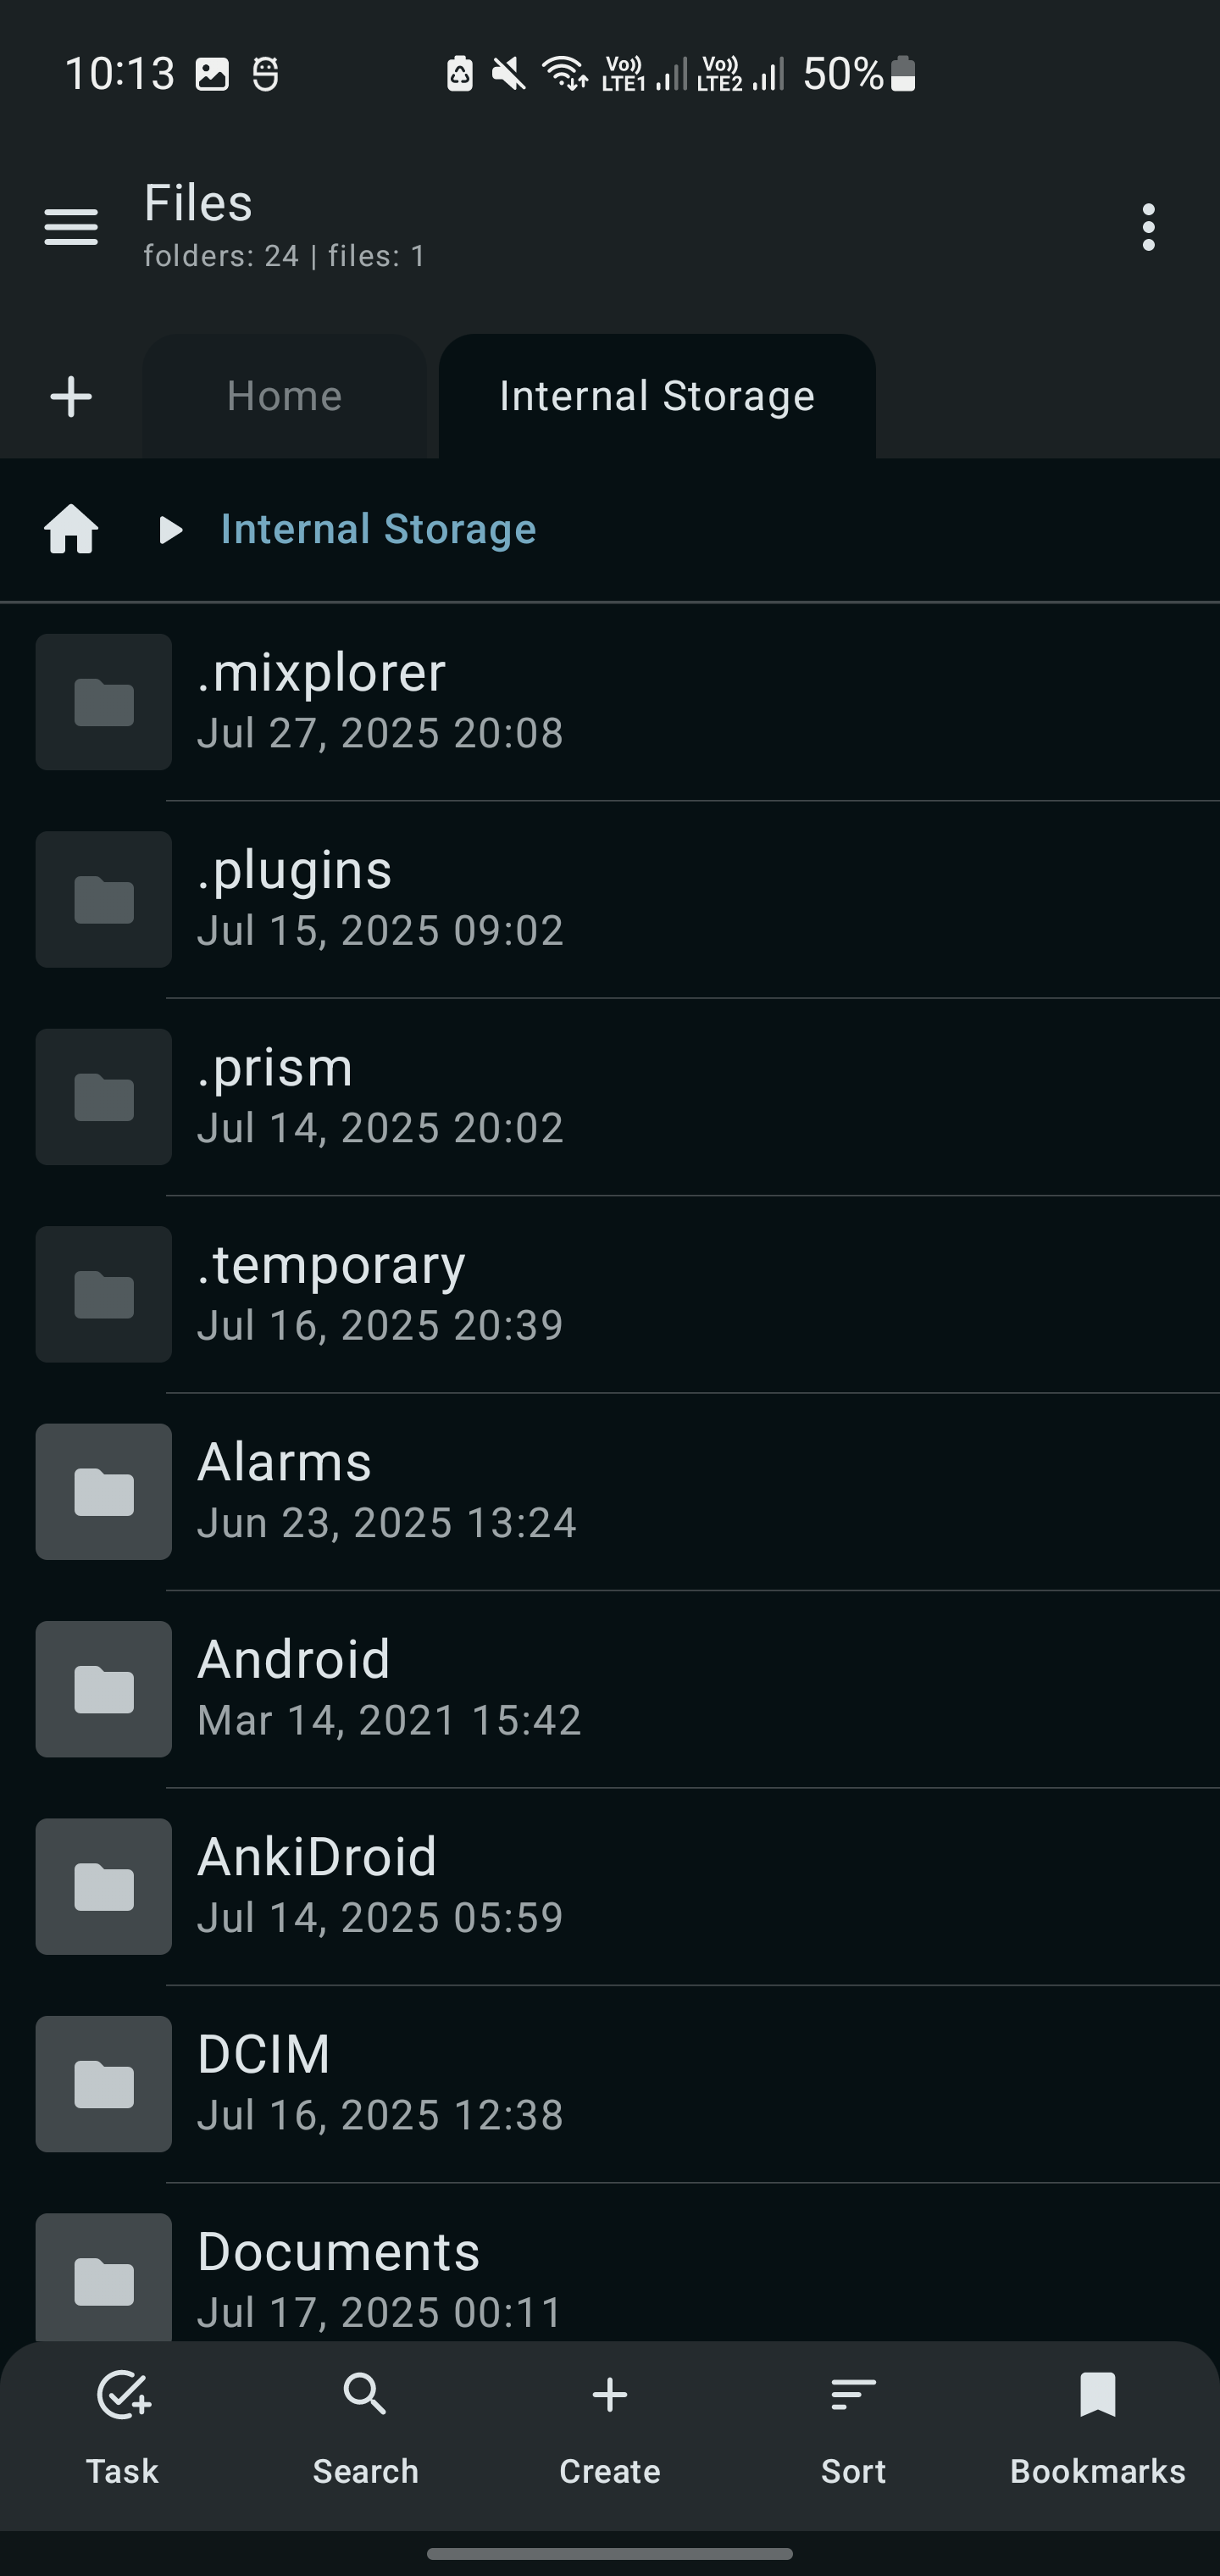 10:13
Vo)) LTE1 Vo)) LTE2 50%
Files
folders: 24 | files: 1
Home
Internal Storage
Internal Storage
.mixplorer
Jul 27, 2025 20:08
.plugins
Jul 15, 2025 09:02
.prism
Jul 14, 2025 20:02
.temporary
Jul 16, 2025 20:39
Alarms
Jun 23, 2025 13:24
Android
Mar 14, 2021 15:42
AnkiDroid
Jul 14, 2025 05:59
DCIM
Jul 16, 2025 12:38
Documents
Jul 17, 2025 00:11
Task
Search
Create
Sort
Bookmarks